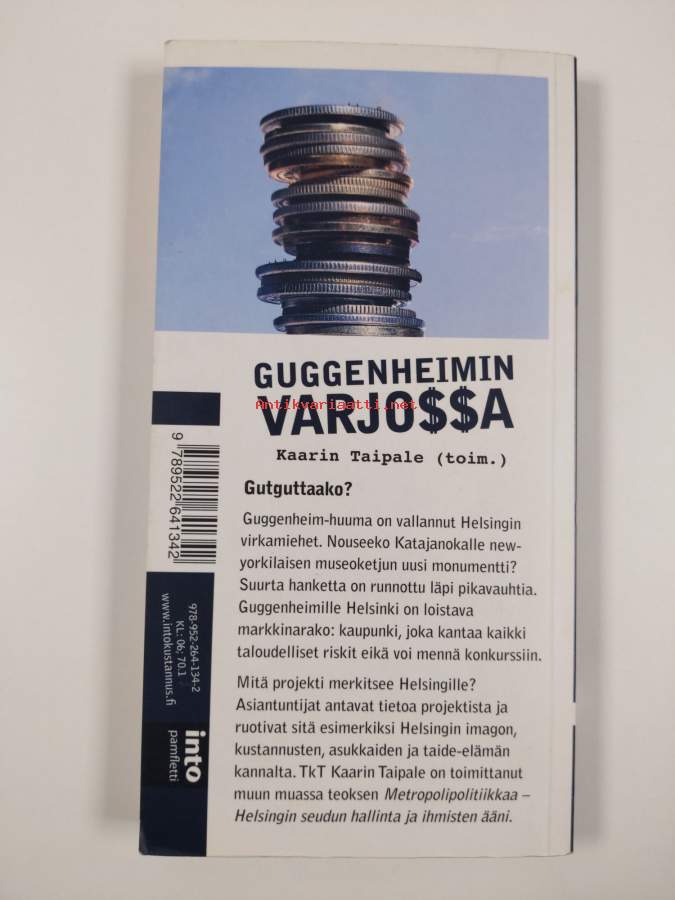 GUGGENHEIMIN
VARJO$$A
Antikvariaatti.net
Kaarin Taipale (toim.)
Gutguttaako?
Guggenheim-huuma on vallannut Helsingin
virkamiehet. Nouseeko Katajanokalle new-
yorkilaisen museoketjun uusi monumentti?
Suurta hanketta on runnottu läpi pikavauhtia.
Guggenheimille Helsinki on loistava
markkinarako: kaupunki, joka kantaa kaikki
taloudelliset riskit eikä voi mennä konkurssiin.
Mitä projekti merkitsee Helsingille?
Asiantuntijat antavat tietoa projektista ja
ruotivat sitä esimerkiksi Helsingin imagon,
kustannusten, asukkaiden ja taide-elämän
kannalta. TkT Kaarin Taipale on toimittanut
muun muassa teoksen Metropolipolitiikkaa –
Helsingin seudun hallinta ja ihmisten ääni.
9 789522 641342
978-952-264-134-2
KL: 06; 70.1
www.intokustannus.fi
into
pamfletti